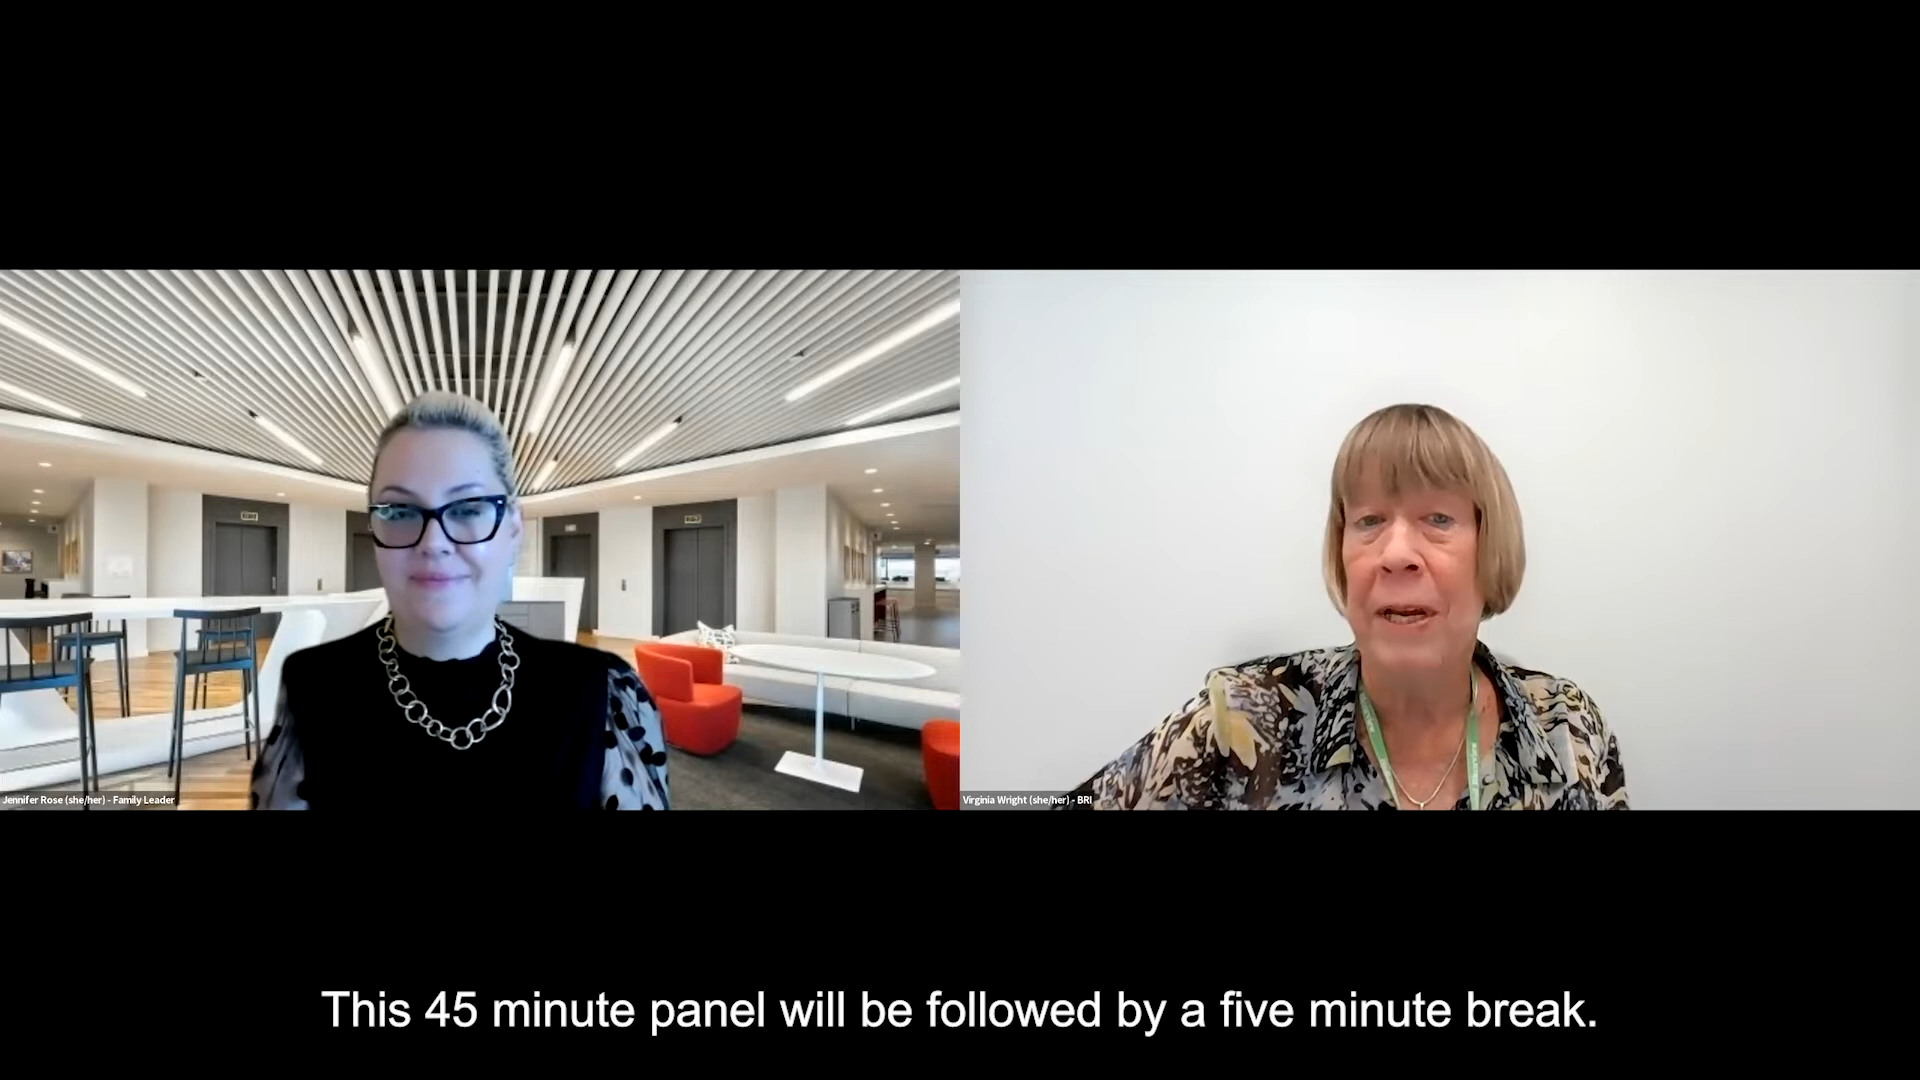 Jennifer Rose (she/her) - Family Leader
Virginia Wright (she/her) - BRI
This 45 minute panel will be followed by a five minute break.